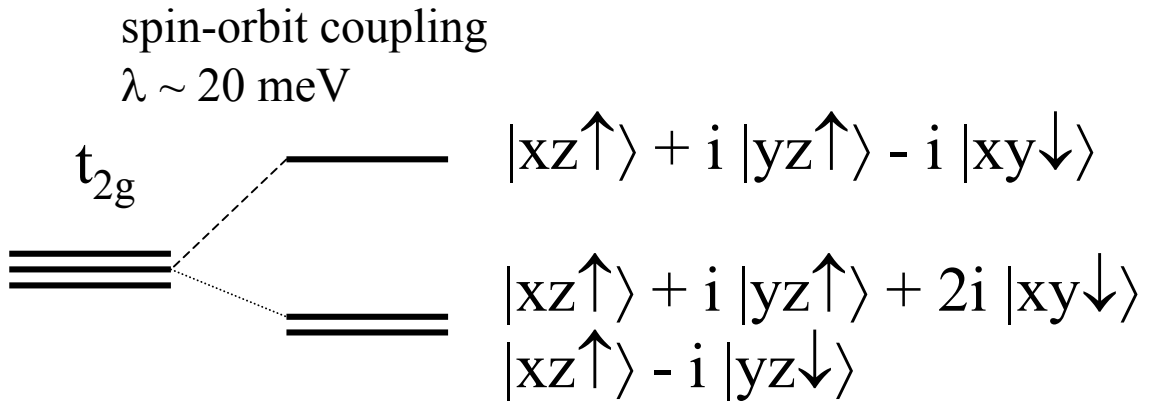 spin-orbit coupling
λ ~ 20 meV
t₂g
|xz↑⟩ + i |yz↑⟩ - i |xy↓⟩
|xz↑⟩ + i |yz↑⟩ + 2i |xy↓⟩
|xz↑⟩ - i |yz↓⟩